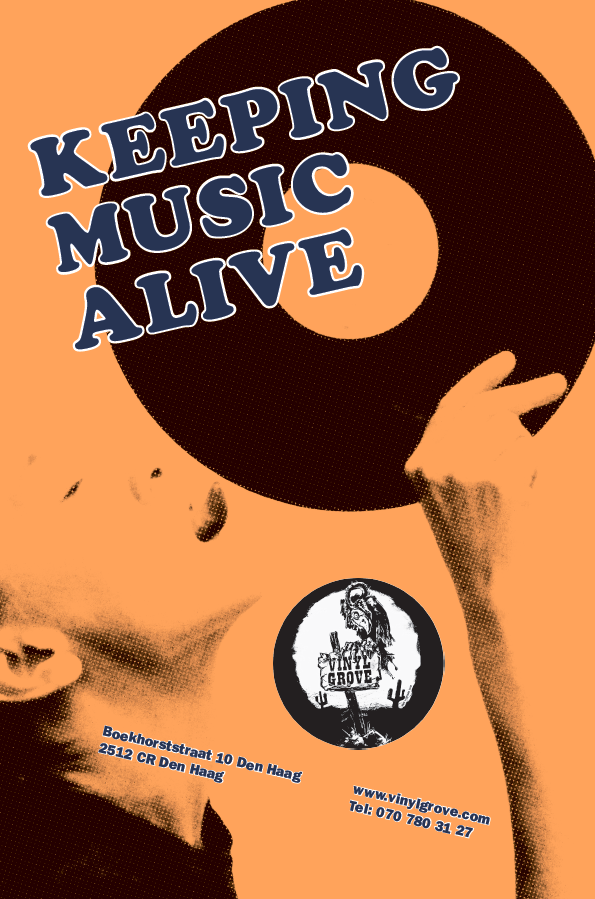 KEEPING
MUSIC
ALIVE
VINYL
GROVE
Boekhorststraat 10 Den Haag
2512 CR Den Haag
www.vinylgrove.com
Tel: 070 780 31 27